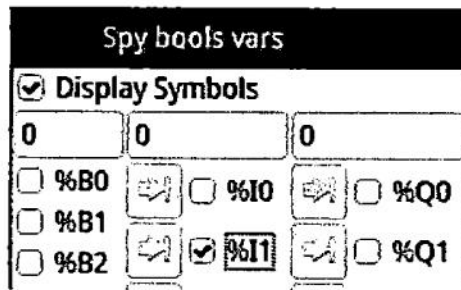 Spy bools vars
Display Symbols
0 0 0
%B0 %I0 %Q0
%B1
%B2 %I1 %Q1